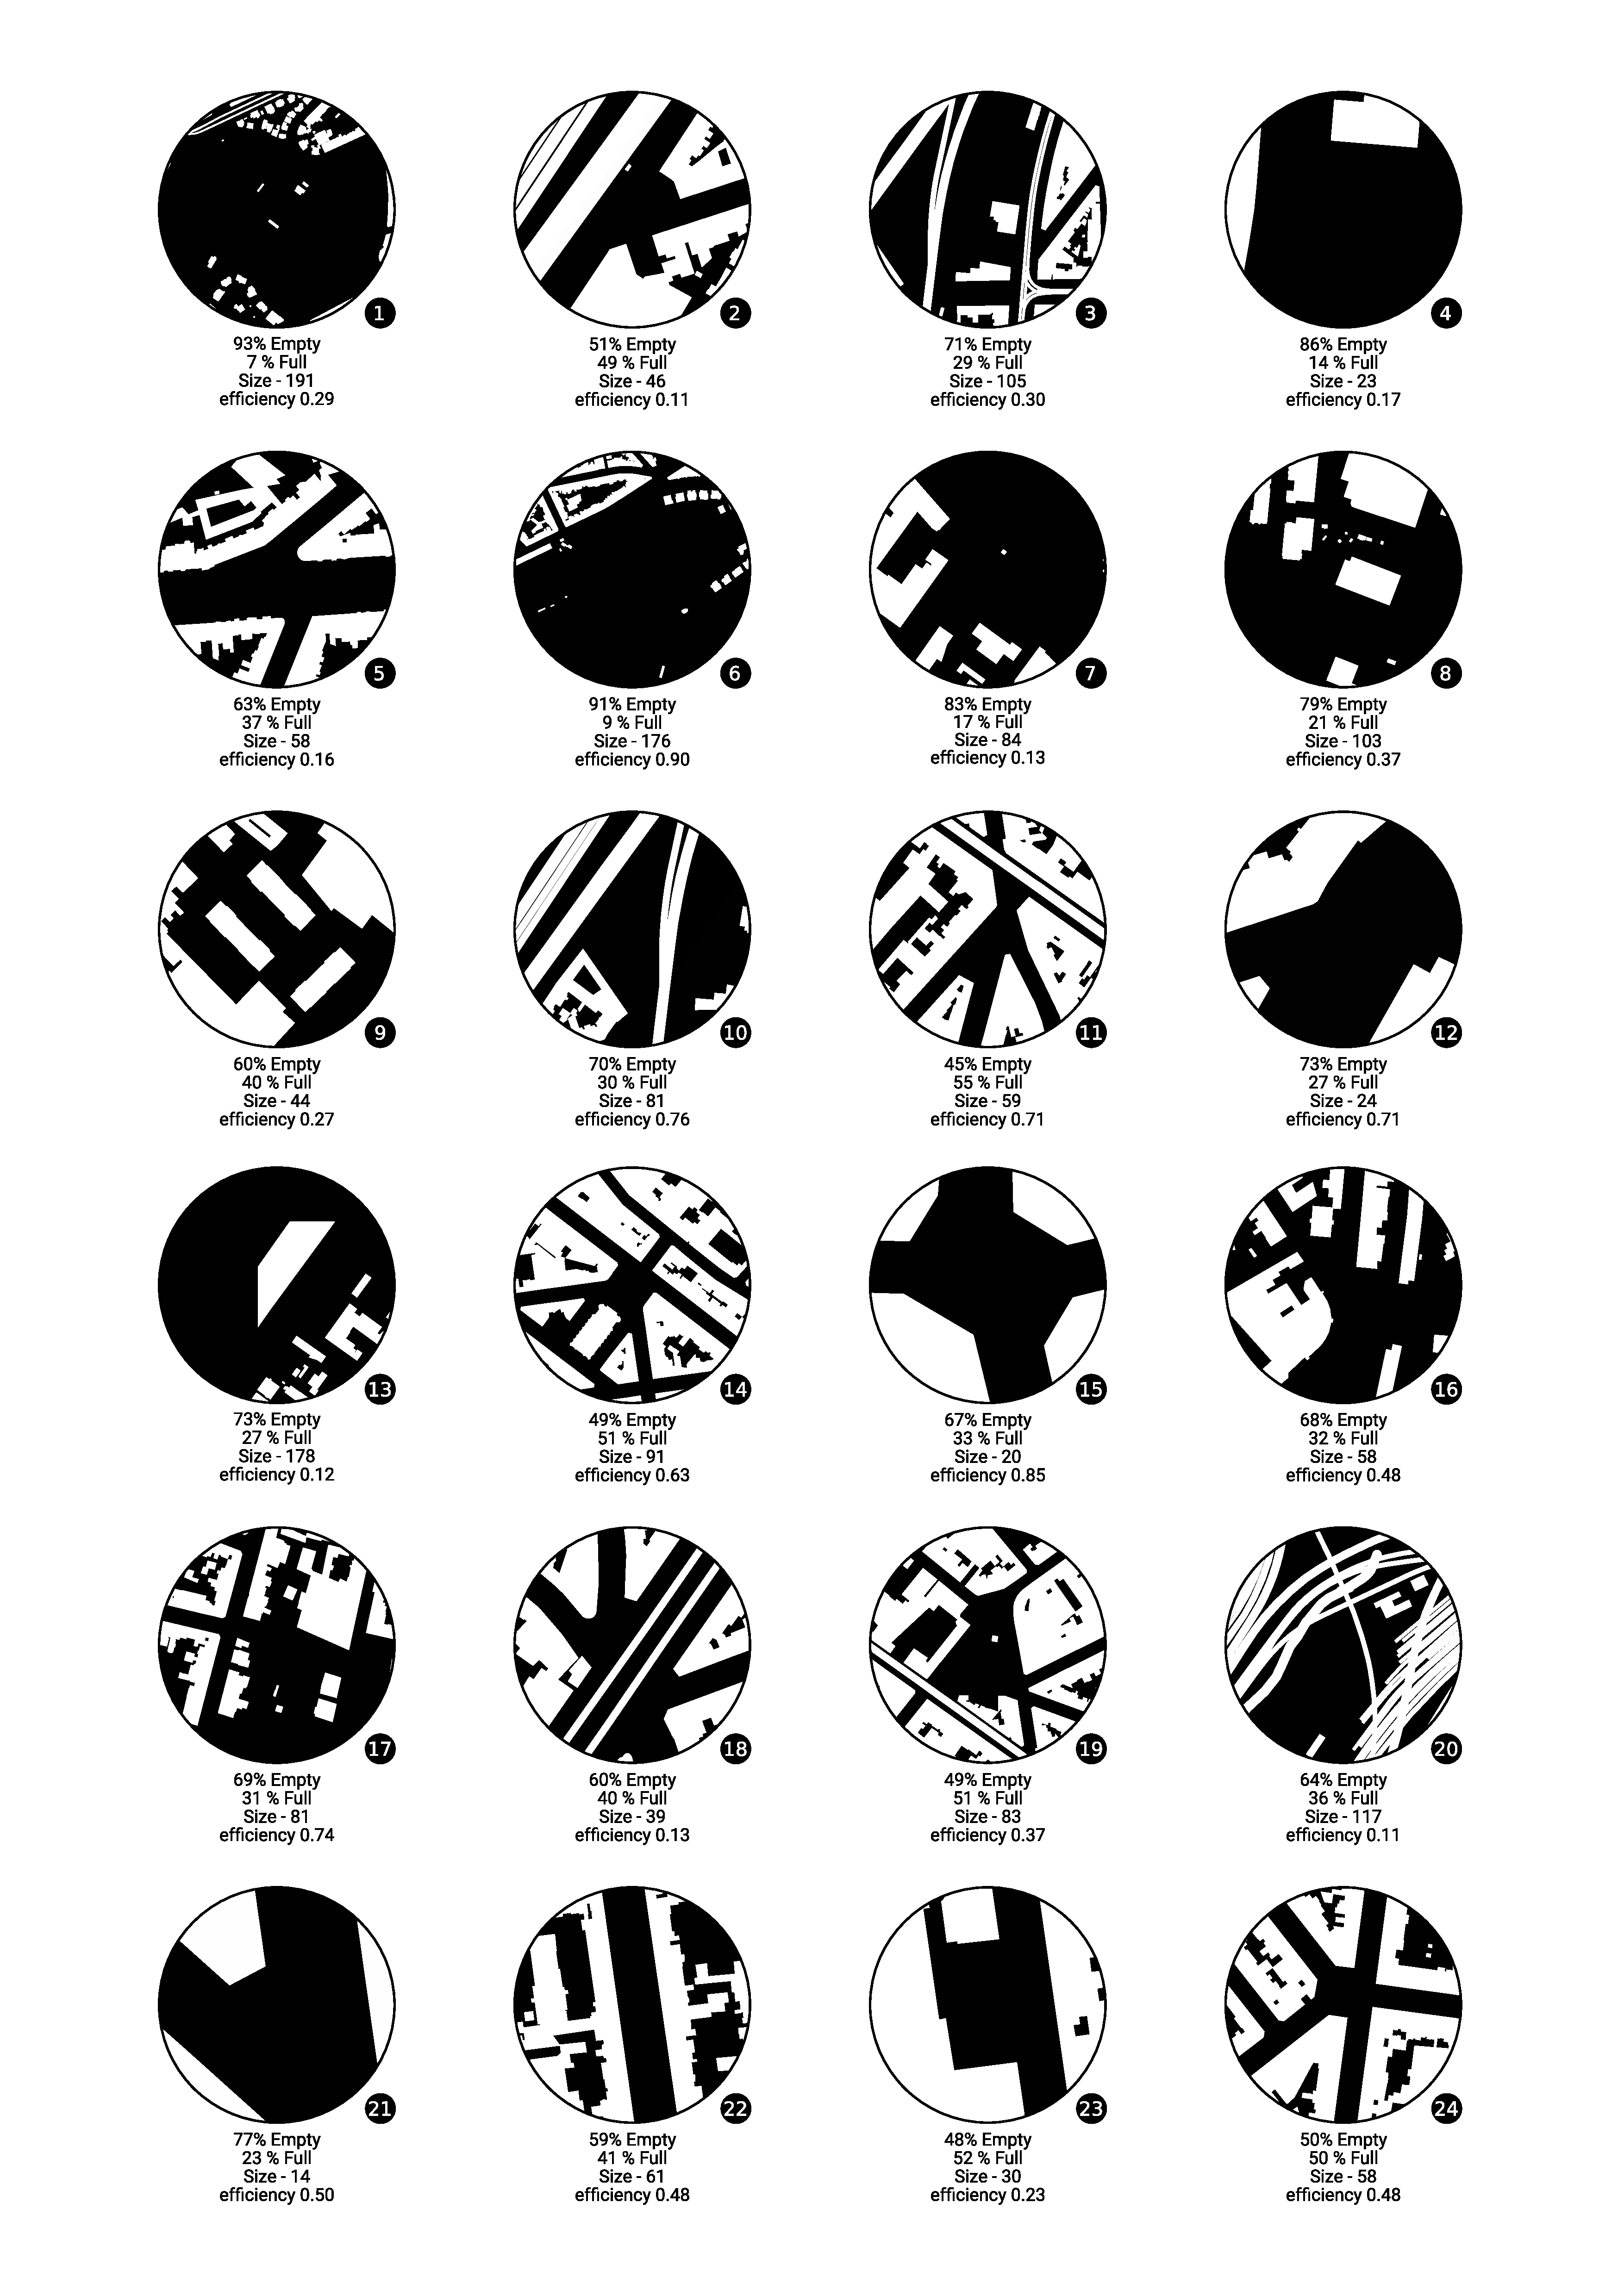 1
93% Empty
7 % Full
Size - 191
efficiency 0.29
2
51% Empty
49 % Full
Size - 46
efficiency 0.11
3
71% Empty
29 % Full
Size - 105
efficiency 0.30
4
86% Empty
14 % Full
Size - 23
efficiency 0.17
5
63% Empty
37 % Full
Size - 58
efficiency 0.16
6
91% Empty
9 % Full
Size - 176
efficiency 0.90
7
83% Empty
17 % Full
Size - 84
efficiency 0.13
8
79% Empty
21 % Full
Size - 103
efficiency 0.37
9
60% Empty
40 % Full
Size - 44
efficiency 0.27
10
70% Empty
30 % Full
Size - 81
efficiency 0.76
11
45% Empty
55 % Full
Size - 59
efficiency 0.71
12
73% Empty
27 % Full
Size - 24
efficiency 0.71
13
73% Empty
27 % Full
Size - 178
efficiency 0.12
14
49% Empty
51 % Full
Size - 91
efficiency 0.63
15
67% Empty
33 % Full
Size - 20
efficiency 0.85
16
68% Empty
32 % Full
Size - 58
efficiency 0.48
17
69% Empty
31 % Full
Size - 81
efficiency 0.74
18
60% Empty
40 % Full
Size - 39
efficiency 0.13
19
49% Empty
51 % Full
Size - 83
efficiency 0.37
20
64% Empty
36 % Full
Size - 117
efficiency 0.11
21
77% Empty
23 % Full
Size - 14
efficiency 0.50
22
59% Empty
41 % Full
Size - 61
efficiency 0.48
23
48% Empty
52 % Full
Size - 30
efficiency 0.23
24
50% Empty
50 % Full
Size - 58
efficiency 0.48